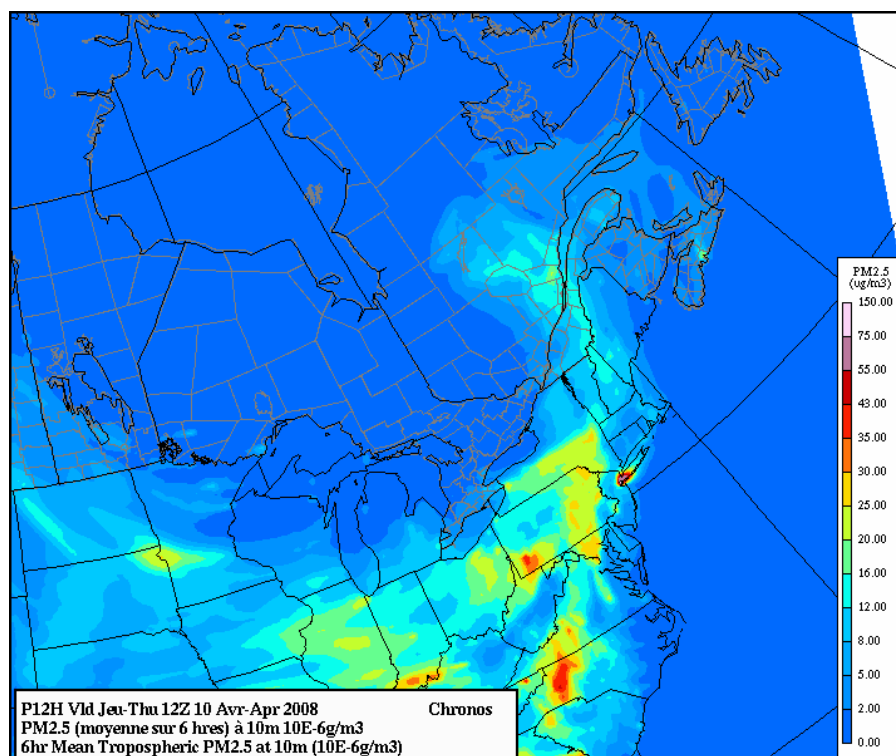 PM2.5
(ug/m3)
150.00
75.00
55.00
43.00
35.00
30.00
25.00
20.00
16.00
12.00
8.00
5.00
2.00
0.00
P12H Vld Jeu-Thu 12Z 10 Avr-Apr 2008 Chronos
PM2.5 (moyenne sur 6 hres) à 10m 10E-6g/m3
6hr Mean Tropospheric PM2.5 at 10m (10E-6g/m3)